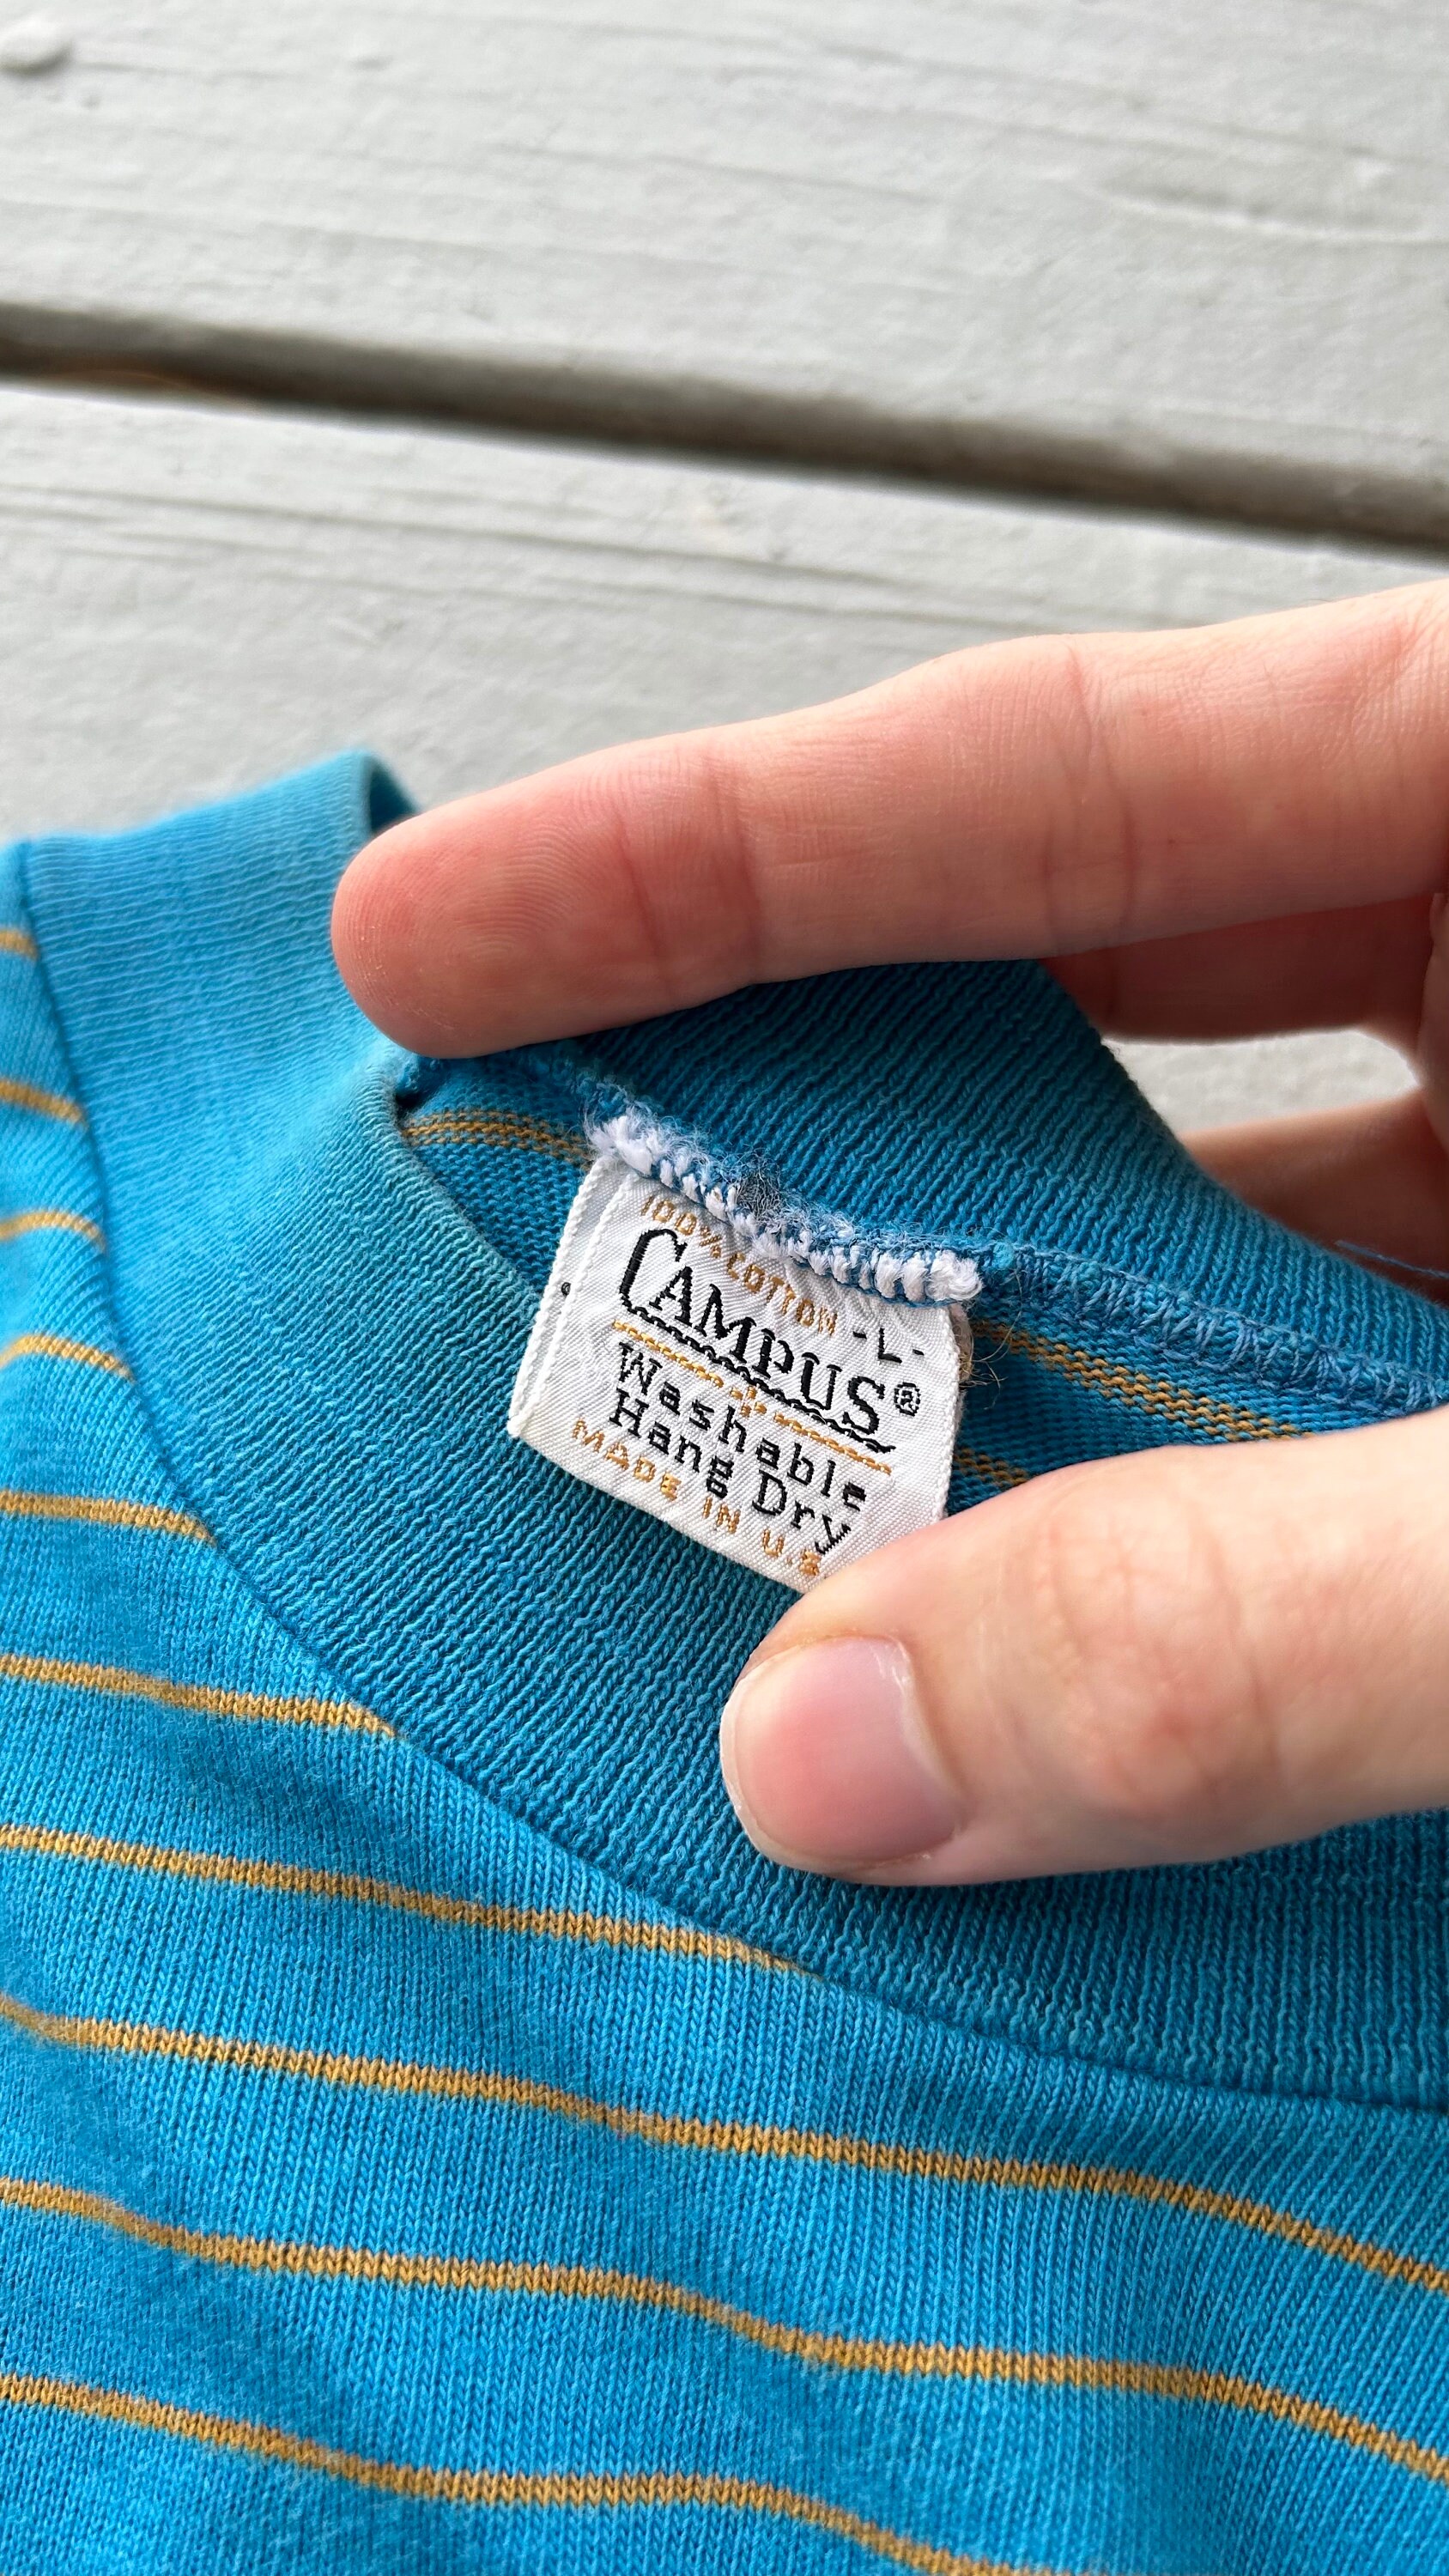 100% COTTON
-L-
CAMPUS®
Washable
Hang Dry
MADE IN U.S